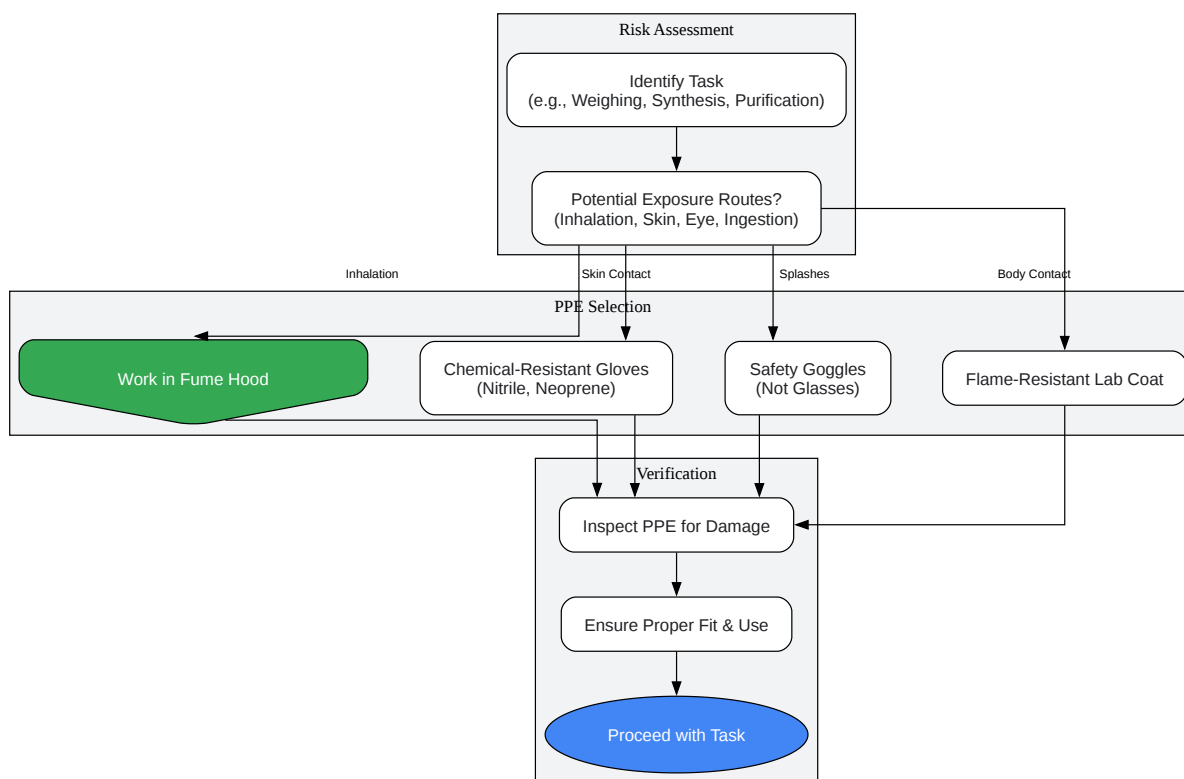 Risk Assessment
Identify Task
(e.g., Weighing, Synthesis, Purification)
Potential Exposure Routes?
(Inhalation, Skin, Eye, Ingestion)
Inhalation
Skin Contact
Splashes
Body Contact
PPE Selection
Work in Fume Hood
Chemical-Resistant Gloves
(Nitrile, Neoprene)
Safety Goggles
(Not Glasses)
Flame-Resistant Lab Coat
Verification
Inspect PPE for Damage
Ensure Proper Fit & Use
Proceed with Task